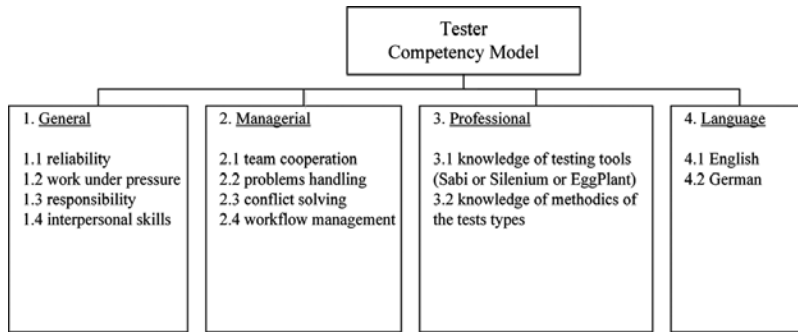 Tester
Competency Model
1. General
1.1 reliability
1.2 work under pressure
1.3 responsibility
1.4 interpersonal skills
2. Managerial
2.1 team cooperation
2.2 problems handling
2.3 conflict solving
2.4 workflow management
3. Professional
3.1 knowledge of testing tools
(Sabi or Silenium or EggPlant)
3.2 knowledge of methodics of
the tests types
4. Language
4.1 English
4.2 German